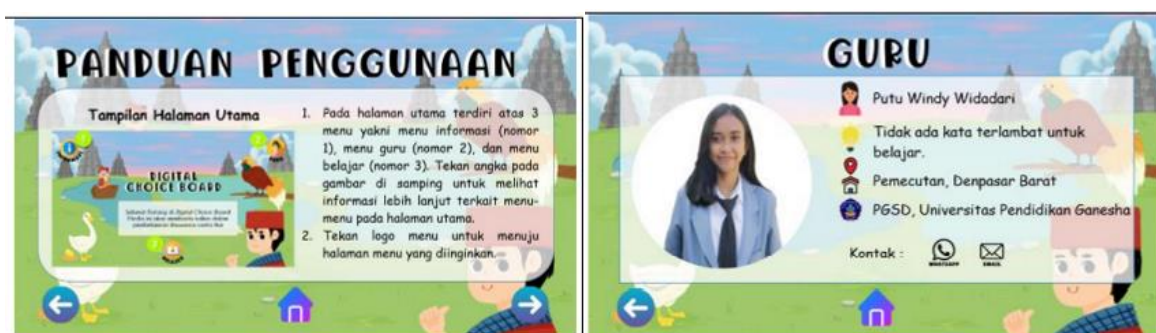 PANDUAN PENGGUNAAN
Tampilan Halaman Utama
DIGITAL
CHOICE BOARD
1. Pada halaman utama terdiri atas 3
menu yakni menu informasi (nomor
1), menu guru (nomor 2), dan menu
belajar (nomor 3). Tekan angka pada
gambar di samping untuk melihat
informasi lebih lanjut terkait menu-
menu pada halaman utama.
2. Tekan logo menu untuk menuju
halaman menu yang diinginkan.
GURU
Putu Windy Widadari
Tidak ada kata terlambat untuk
belajar.
Pemecutan, Denpasar Barat
PGSD, Universitas Pendidikan Ganesha
Kontak :
WHATSAPP
EMAIL